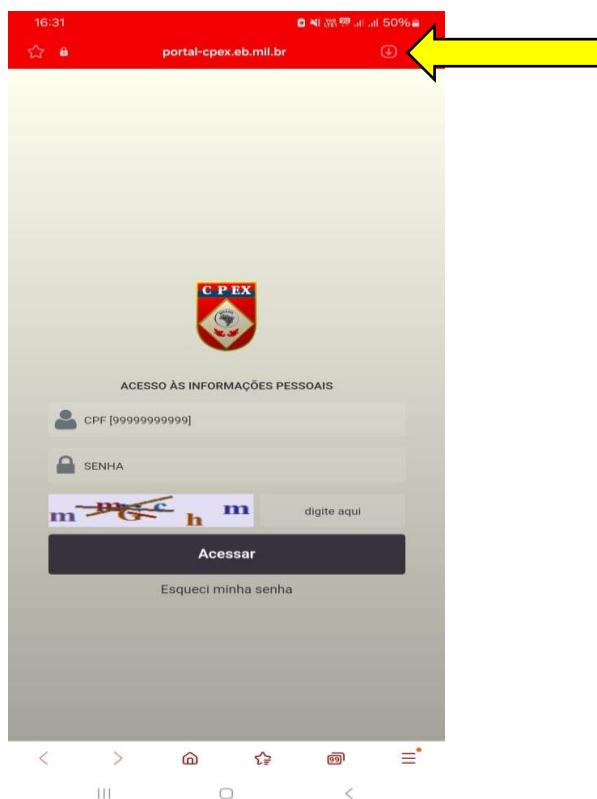 16:31
50%
portal-cpex.eb.mil.br
C P EX
ACESSO ÀS INFORMAÇÕES PESSOAIS
CPF [99999999999]
SENHA
digite aqui
Acessar
Esqueci minha senha
99